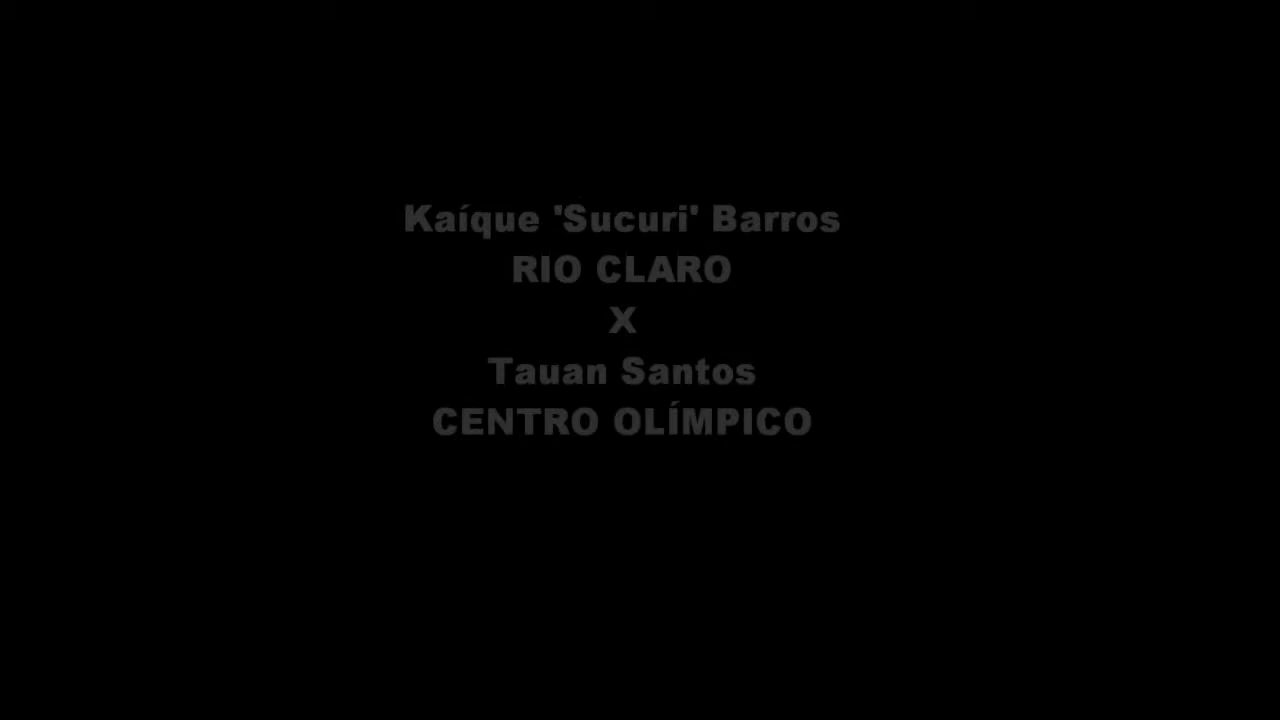 Kaíque 'Sucuri' Barros
RIO CLARO
X
Tauan Santos
CENTRO OLÍMPICO